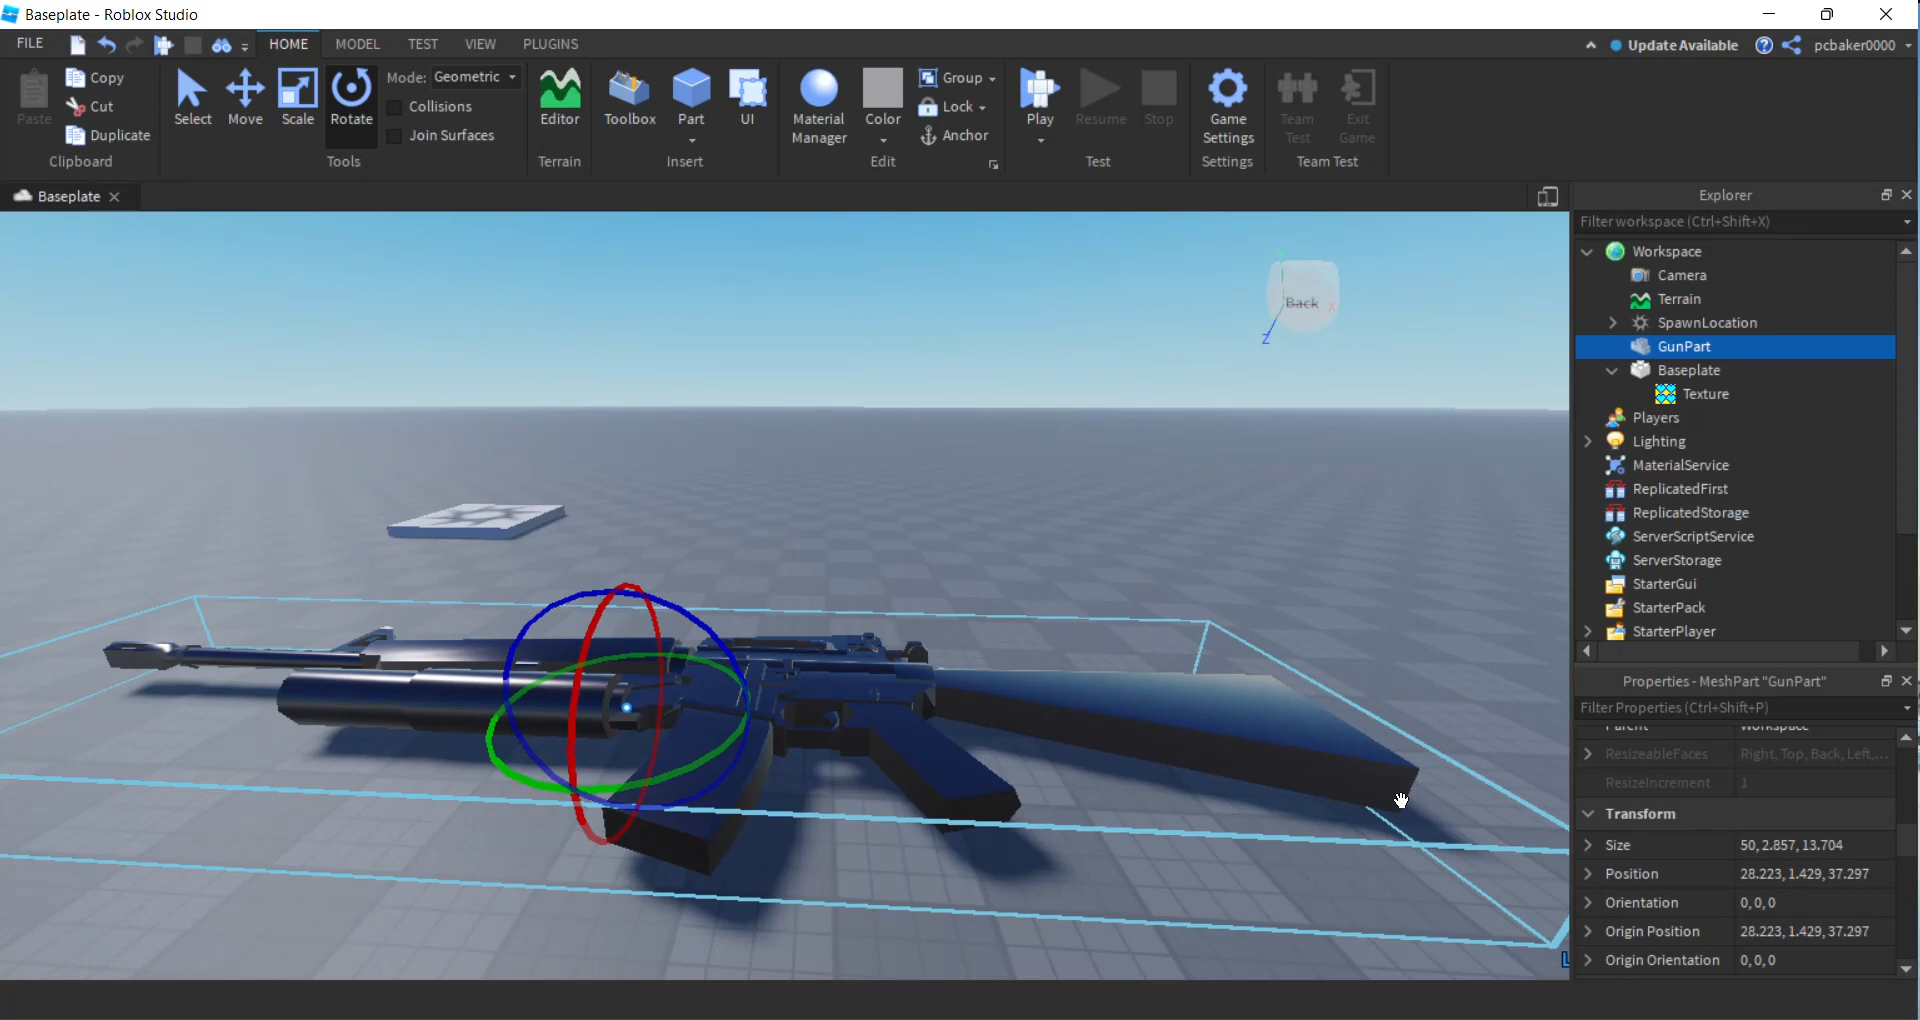 Baseplate - Roblox Studio
FILE
HOME
MODEL
TEST
VIEW
PLUGINS
Update Available
pcbaker0000
Paste
Copy
Cut
Duplicate
Clipboard
Select
Move
Scale
Rotate
Mode: Geometric
Collisions
Join Surfaces
Tools
Editor
Terrain
Toolbox
Part
UI
Insert
Material
Manager
Color
Group
Lock
Anchor
Edit
Play
Resume
Stop
Test
Game
Settings
Settings
Team
Test
Exit
Game
Team Test
Baseplate
Y
Back
X
Z
Explorer
Filter workspace (Ctrl+Shift+X)
Workspace
Camera
Terrain
SpawnLocation
GunPart
Baseplate
Texture
Players
Lighting
MaterialService
ReplicatedFirst
ReplicatedStorage
ServerScriptService
ServerStorage
StarterGui
StarterPack
StarterPlayer
Properties - MeshPart "GunPart"
Filter Properties (Ctrl+Shift+P)
Parent Workspace
ResizeableFaces Right, Top, Back, Left,...
ResizeIncrement 1
Transform
Size 50, 2.857, 13.704
Position 28.223, 1.429, 37.297
Orientation 0, 0, 0
Origin Position 28.223, 1.429, 37.297
Origin Orientation 0, 0, 0
L